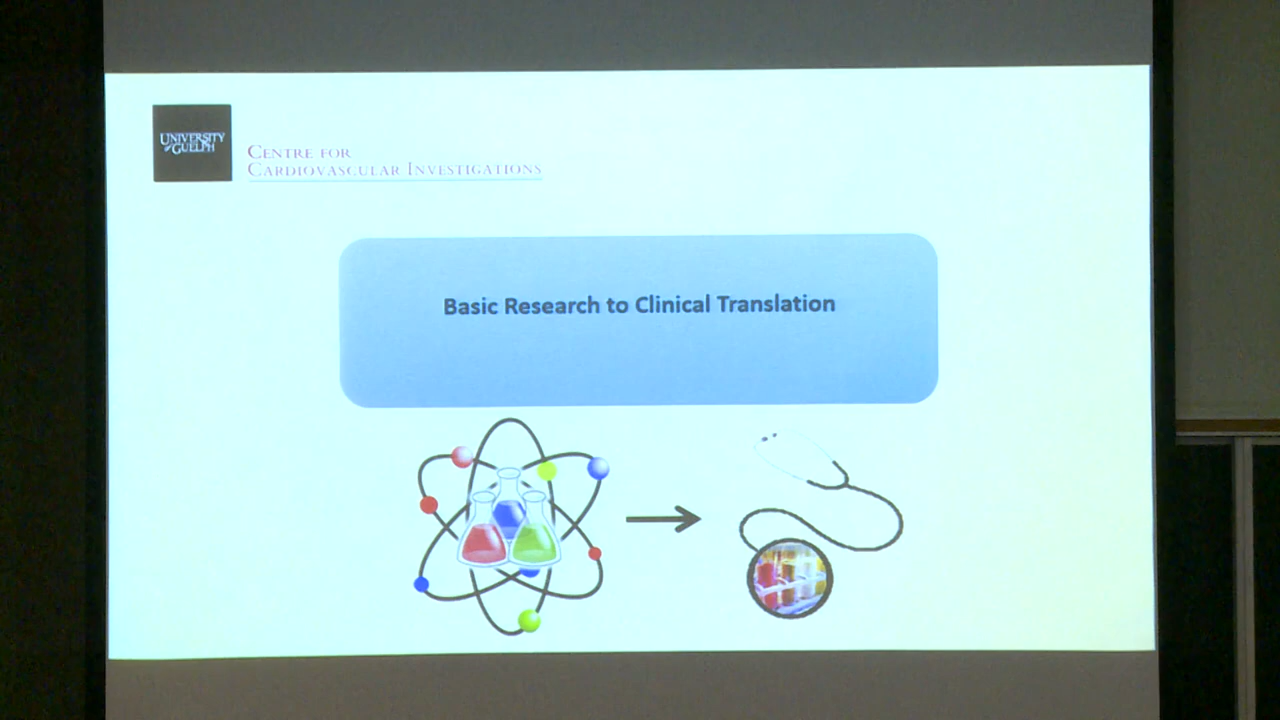 UNIVERSITY
of GUELPH
CENTRE FOR
CARDIOVASCULAR INVESTIGATIONS
Basic Research to Clinical Translation